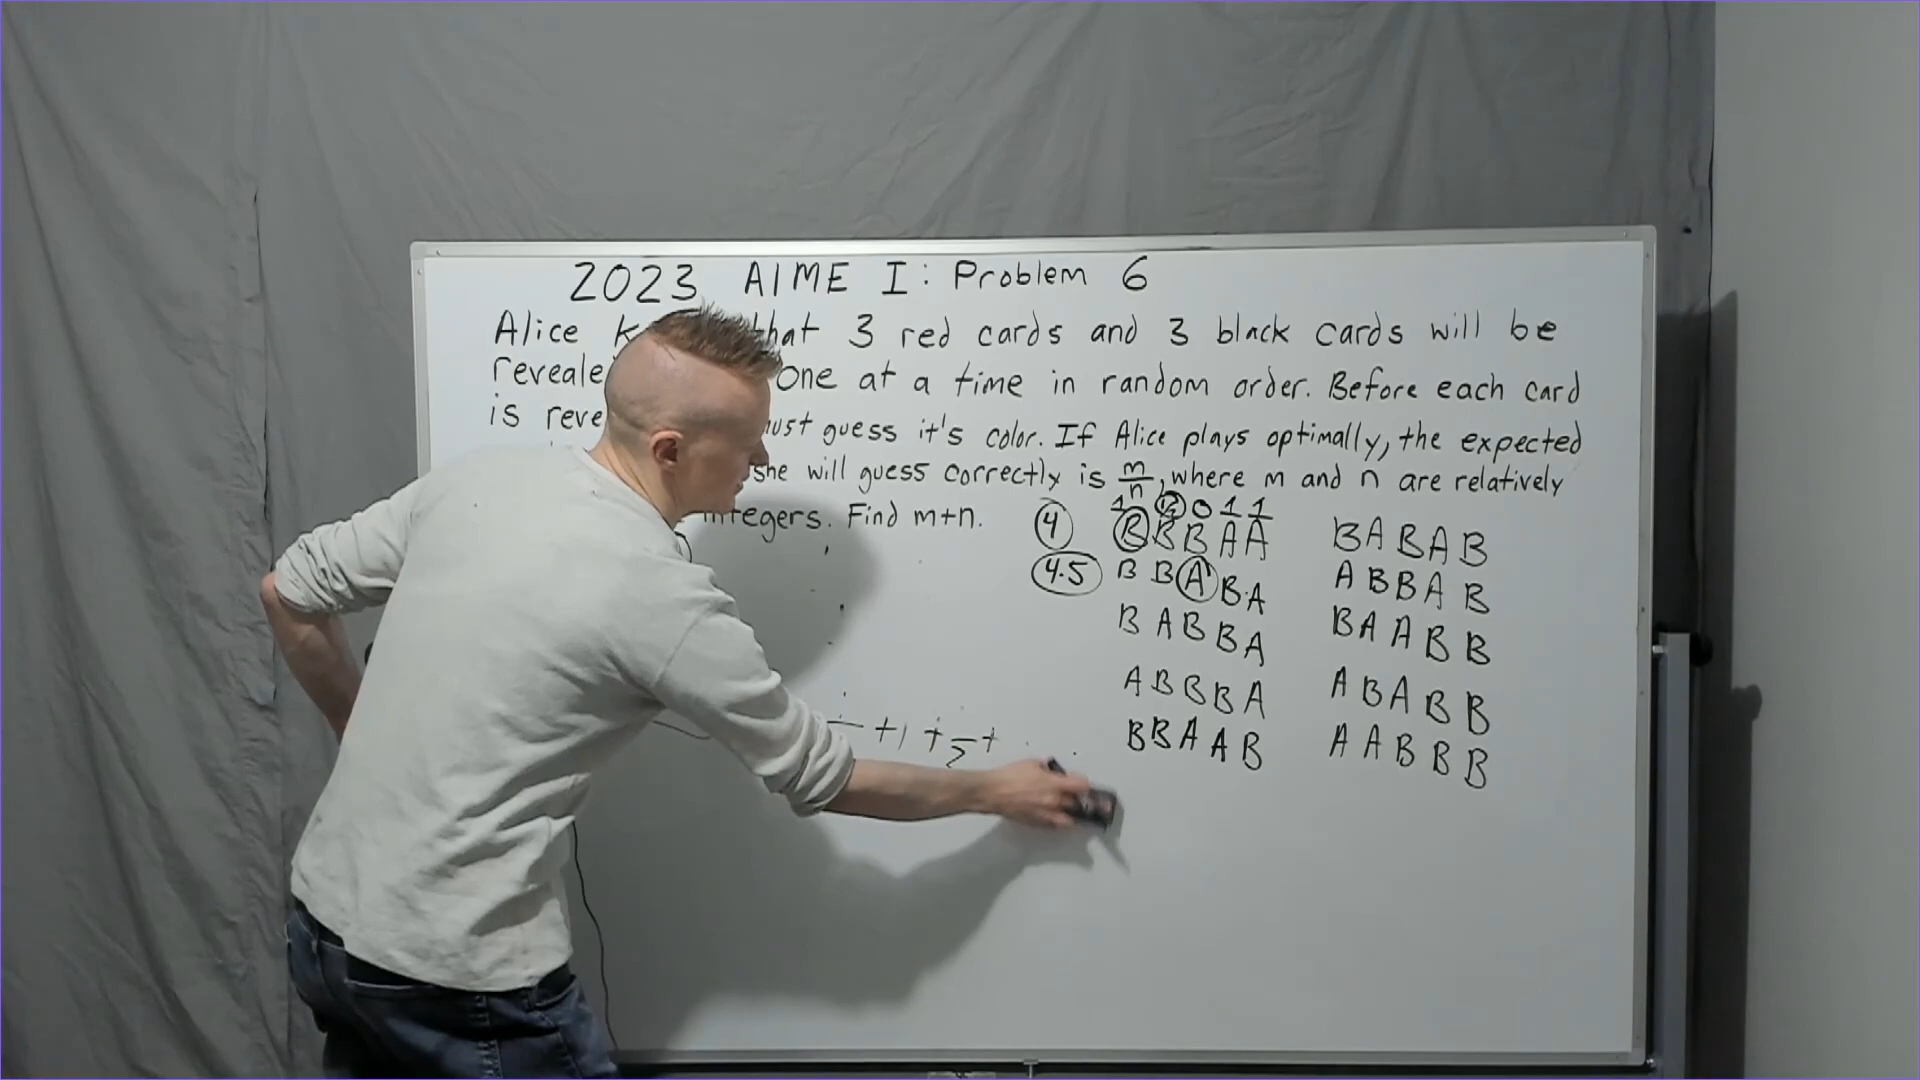 2023 AIME I: Problem 6
Alice that 3 red cards and 3 black cards will be
reveale one at a time in random order. Before each card
is reve ust guess it's color. If Alice plays optimally, the expected
she will guess correctly is m/n, where m and n are relatively
integers. Find m+n.
1 1/2 0 1 1
4 B B B A A
4.5 B B A B A
B A B B A
A B B B A
B B A A B
B A B A B
A B B A B
B A A B B
A B A B B
A A B B B